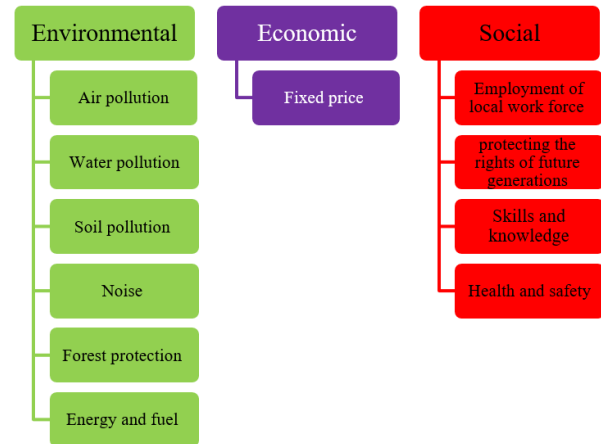 Environmental
Air pollution
Water pollution
Soil pollution
Noise
Forest protection
Energy and fuel
Economic
Fixed price
Social
Employment of
local work force
protecting the
rights of future
generations
Skills and
knowledge
Health and safety